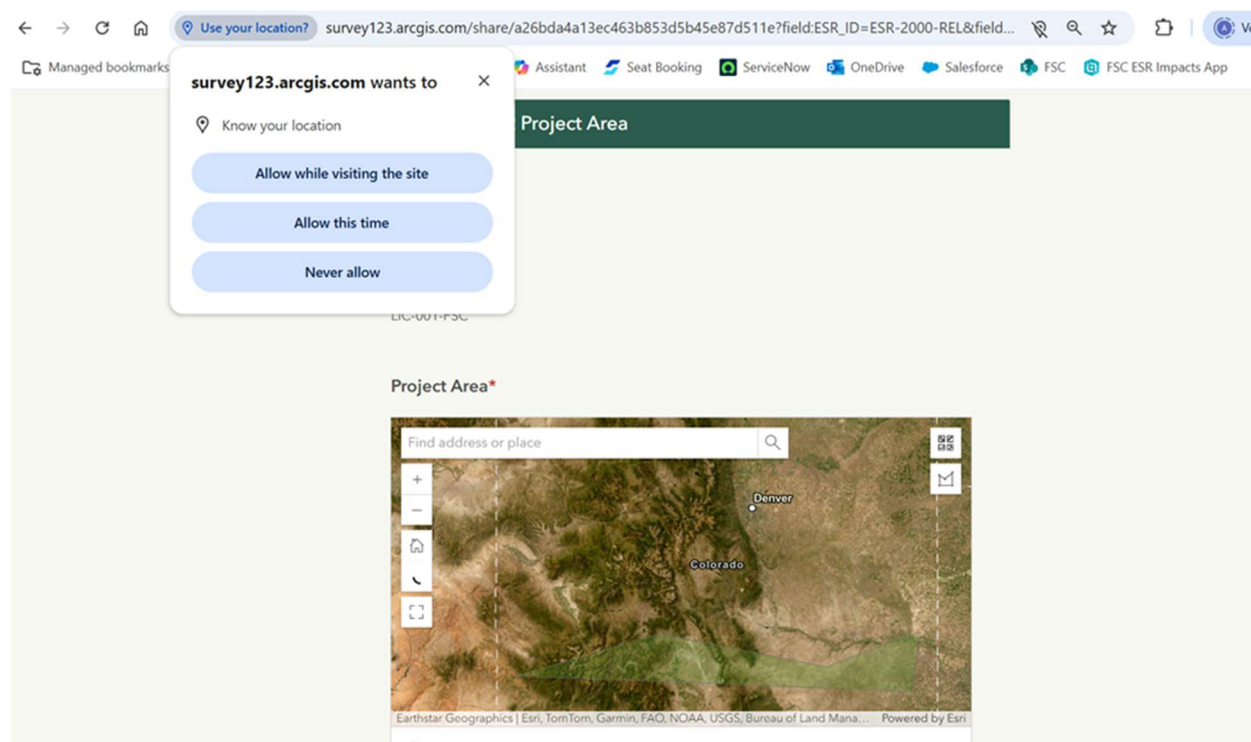 Use your location? survey123.arcgis.com/share/a26bda4a13ec463b853d5b45e87d511e?field:ESR_ID=ESR-2000-REL&field...
Managed bookmarks Assistant Seat Booking ServiceNow OneDrive Salesforce FSC FSC ESR Impacts App
survey123.arcgis.com wants to
Know your location
Allow while visiting the site
Allow this time
Never allow
Project Area
LIC-001-FSC
Project Area*
Find address or place
Denver
Colorado
Earthstar Geographics | Esri, TomTom, Garmin, FAO, NOAA, USGS, Bureau of Land Mana... Powered by Esri